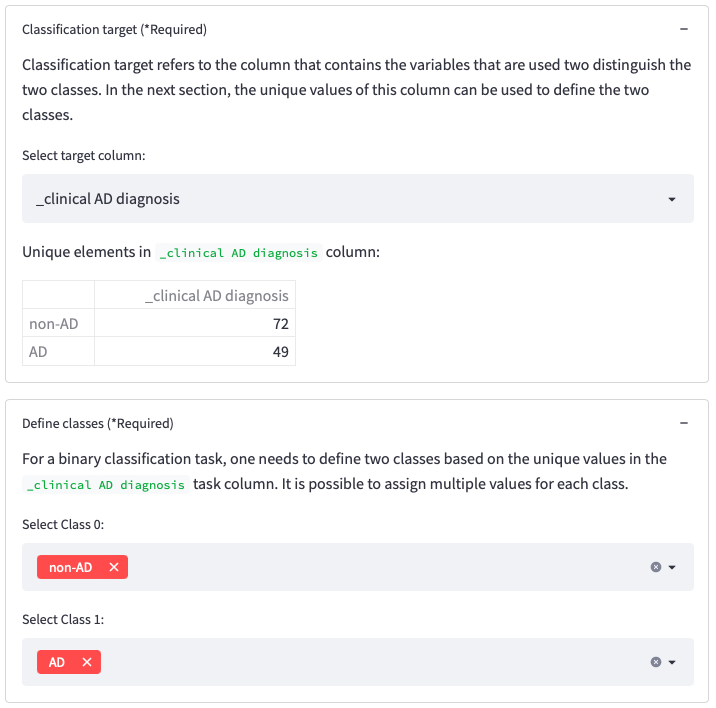 Classification target (*Required)
Classification target refers to the column that contains the variables that are used two distinguish the
two classes. In the next section, the unique values of this column can be used to define the two
classes.
Select target column:
_clinical AD diagnosis
Unique elements in _clinical AD diagnosis column:
_clinical AD diagnosis
non-AD 72
AD 49
Define classes (*Required)
For a binary classification task, one needs to define two classes based on the unique values in the
_clinical AD diagnosis task column. It is possible to assign multiple values for each class.
Select Class 0:
non-AD
Select Class 1:
AD